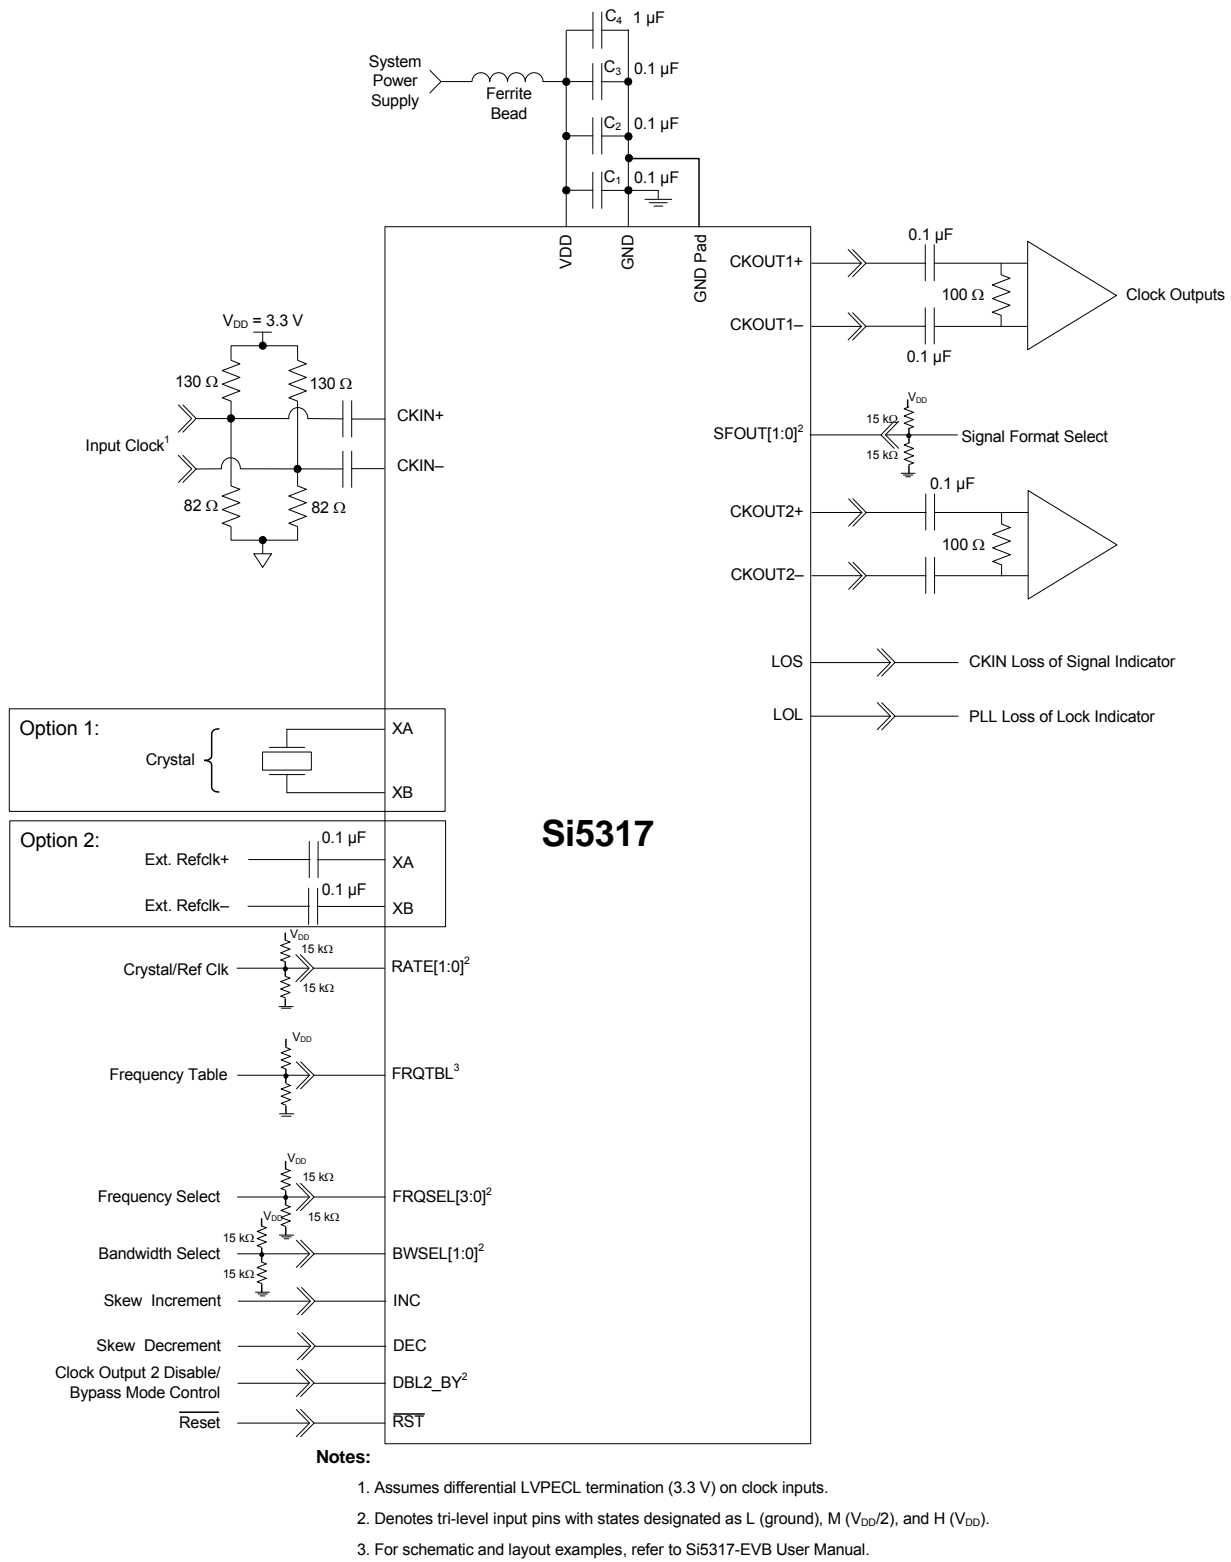 C4 1 µF
System
Power
Supply
Ferrite
Bead
C3 0.1 µF
C2 0.1 µF
C1 0.1 µF
VDD
GND
GND Pad
CKOUT1+
0.1 µF
100 Ω
Clock Outputs
CKOUT1–
0.1 µF
VDD = 3.3 V
130 Ω
130 Ω
CKIN+
Input Clock1
CKIN–
82 Ω
82 Ω
VDD
15 kΩ
SFOUT[1:0]2
Signal Format Select
15 kΩ
0.1 µF
CKOUT2+
100 Ω
CKOUT2–
LOS
CKIN Loss of Signal Indicator
LOL
PLL Loss of Lock Indicator
Option 1:
XA
Crystal
XB
Si5317
Option 2:
0.1 µF
Ext. Refclk+
XA
0.1 µF
Ext. Refclk–
XB
VDD
15 kΩ
Crystal/Ref Clk
RATE[1:0]2
15 kΩ
VDD
Frequency Table
FRQTBL3
VDD
15 kΩ
Frequency Select
FRQSEL[3:0]2
15 kΩ
VDD
15 kΩ
Bandwidth Select
BWSEL[1:0]2
15 kΩ
Skew Increment
INC
Skew Decrement
DEC
Clock Output 2 Disable/
Bypass Mode Control
DBL2_BY2
Reset
RST
Notes:
1. Assumes differential LVPECL termination (3.3 V) on clock inputs.
2. Denotes tri-level input pins with states designated as L (ground), M (VDD/2), and H (VDD).
3. For schematic and layout examples, refer to Si5317-EVB User Manual.